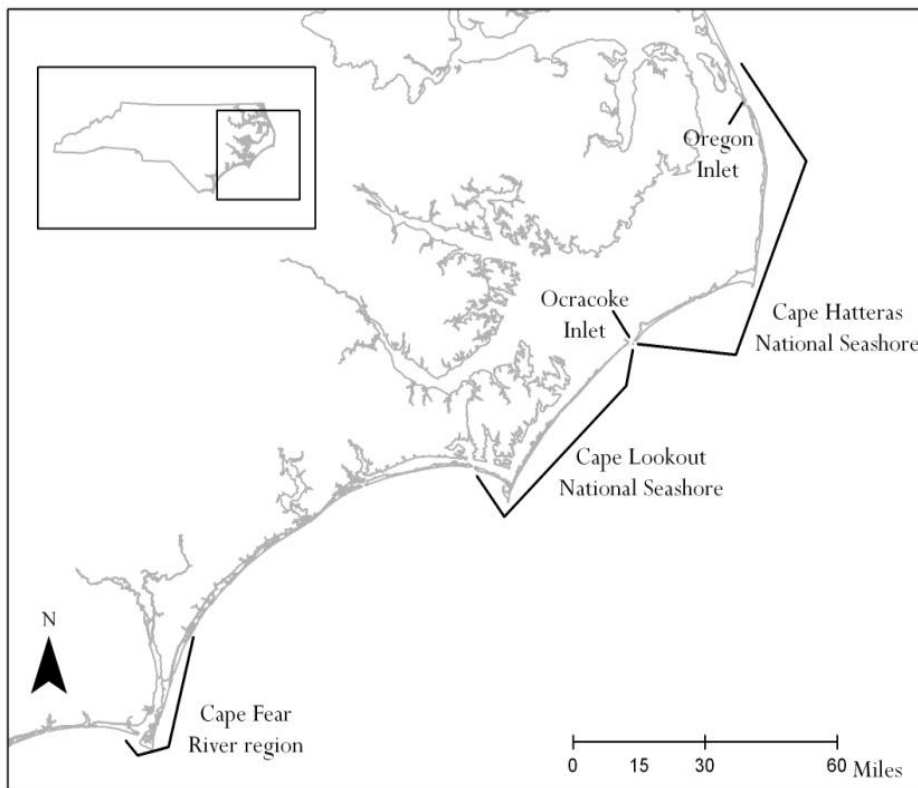 Oregon
Inlet
Ocracoke
Inlet
Cape Hatteras
National Seashore
Cape Lookout
National Seashore
N
Cape Fear
River region
0 15 30 60 Miles